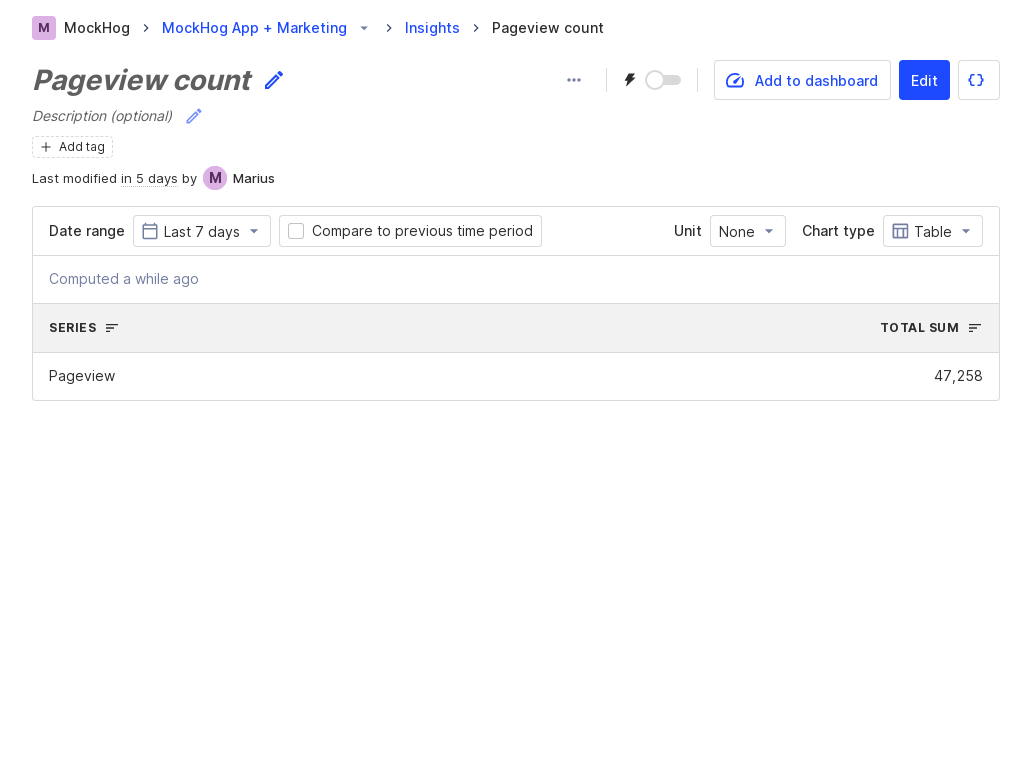 M MockHog > MockHog App + Marketing > Insights > Pageview count
Pageview count
Add to dashboard Edit {}
Description (optional)
+ Add tag
Last modified in 5 days by M Marius
Date range Last 7 days Compare to previous time period Unit None Chart type Table
Computed a while ago
SERIES TOTAL SUM
Pageview 47,258